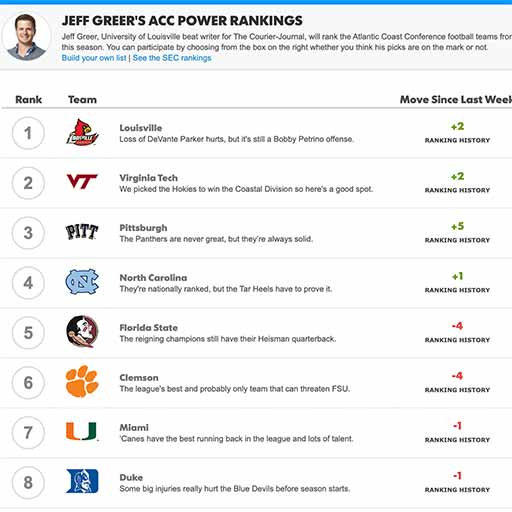 JEFF GREER'S ACC POWER RANKINGS
Jeff Greer, University of Louisville beat writer for The Courier-Journal, will rank the Atlantic Coast Conference football teams
this season. You can participate by choosing from the box on the right whether you think his picks are on the mark or not.
Build your own list | See the SEC rankings
Rank Team Move Since Last Week
1 Louisville +2
Loss of DeVante Parker hurts, but it's still a Bobby Petrino offense. RANKING HISTORY
2 VT Virginia Tech +2
We picked the Hokies to win the Coastal Division so here's a good spot. RANKING HISTORY
3 PITT Pittsburgh +5
The Panthers are never great, but they're always solid. RANKING HISTORY
4 NC North Carolina +1
They're nationally ranked, but the Tar Heels have to prove it. RANKING HISTORY
5 Florida State -4
The reigning champions still have their Heisman quarterback. RANKING HISTORY
6 Clemson -4
The league's best and probably only team that can threaten FSU. RANKING HISTORY
7 U Miami -1
'Canes have the best running back in the league and lots of talent. RANKING HISTORY
8 Duke -1
Some big injuries really hurt the Blue Devils before season starts. RANKING HISTORY